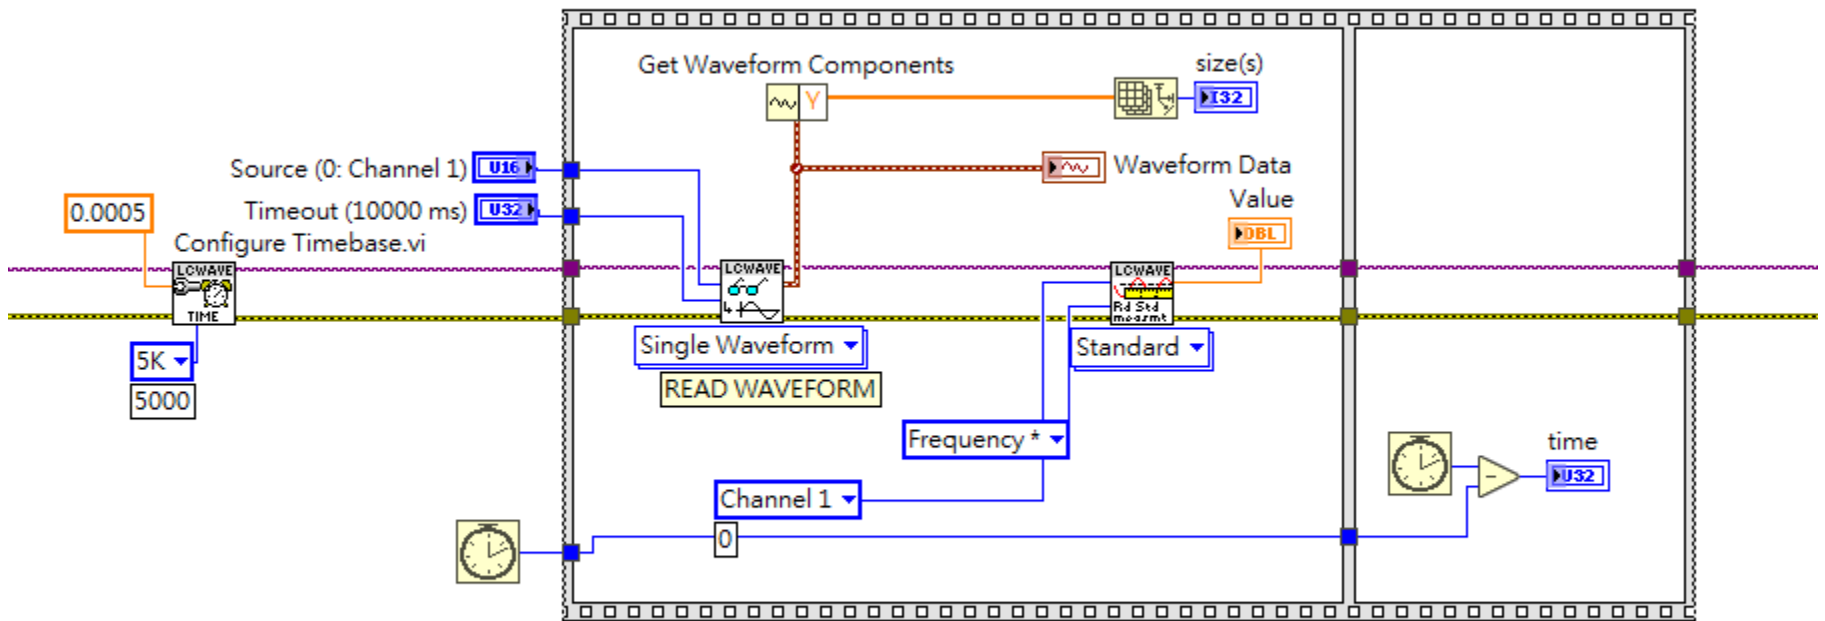 Get Waveform Components
Y
size(s)
I32
Source (0: Channel 1)
U16
Waveform Data
Timeout (10000 ms)
U32
Value
DBL
0.0005
Configure Timebase.vi
LCWAVE
TIME
LCWAVE
LCWAVE
Rd Std
mesrmt
5K
5000
Single Waveform
READ WAVEFORM
Standard
Frequency *
Channel 1
0
time
U32
-